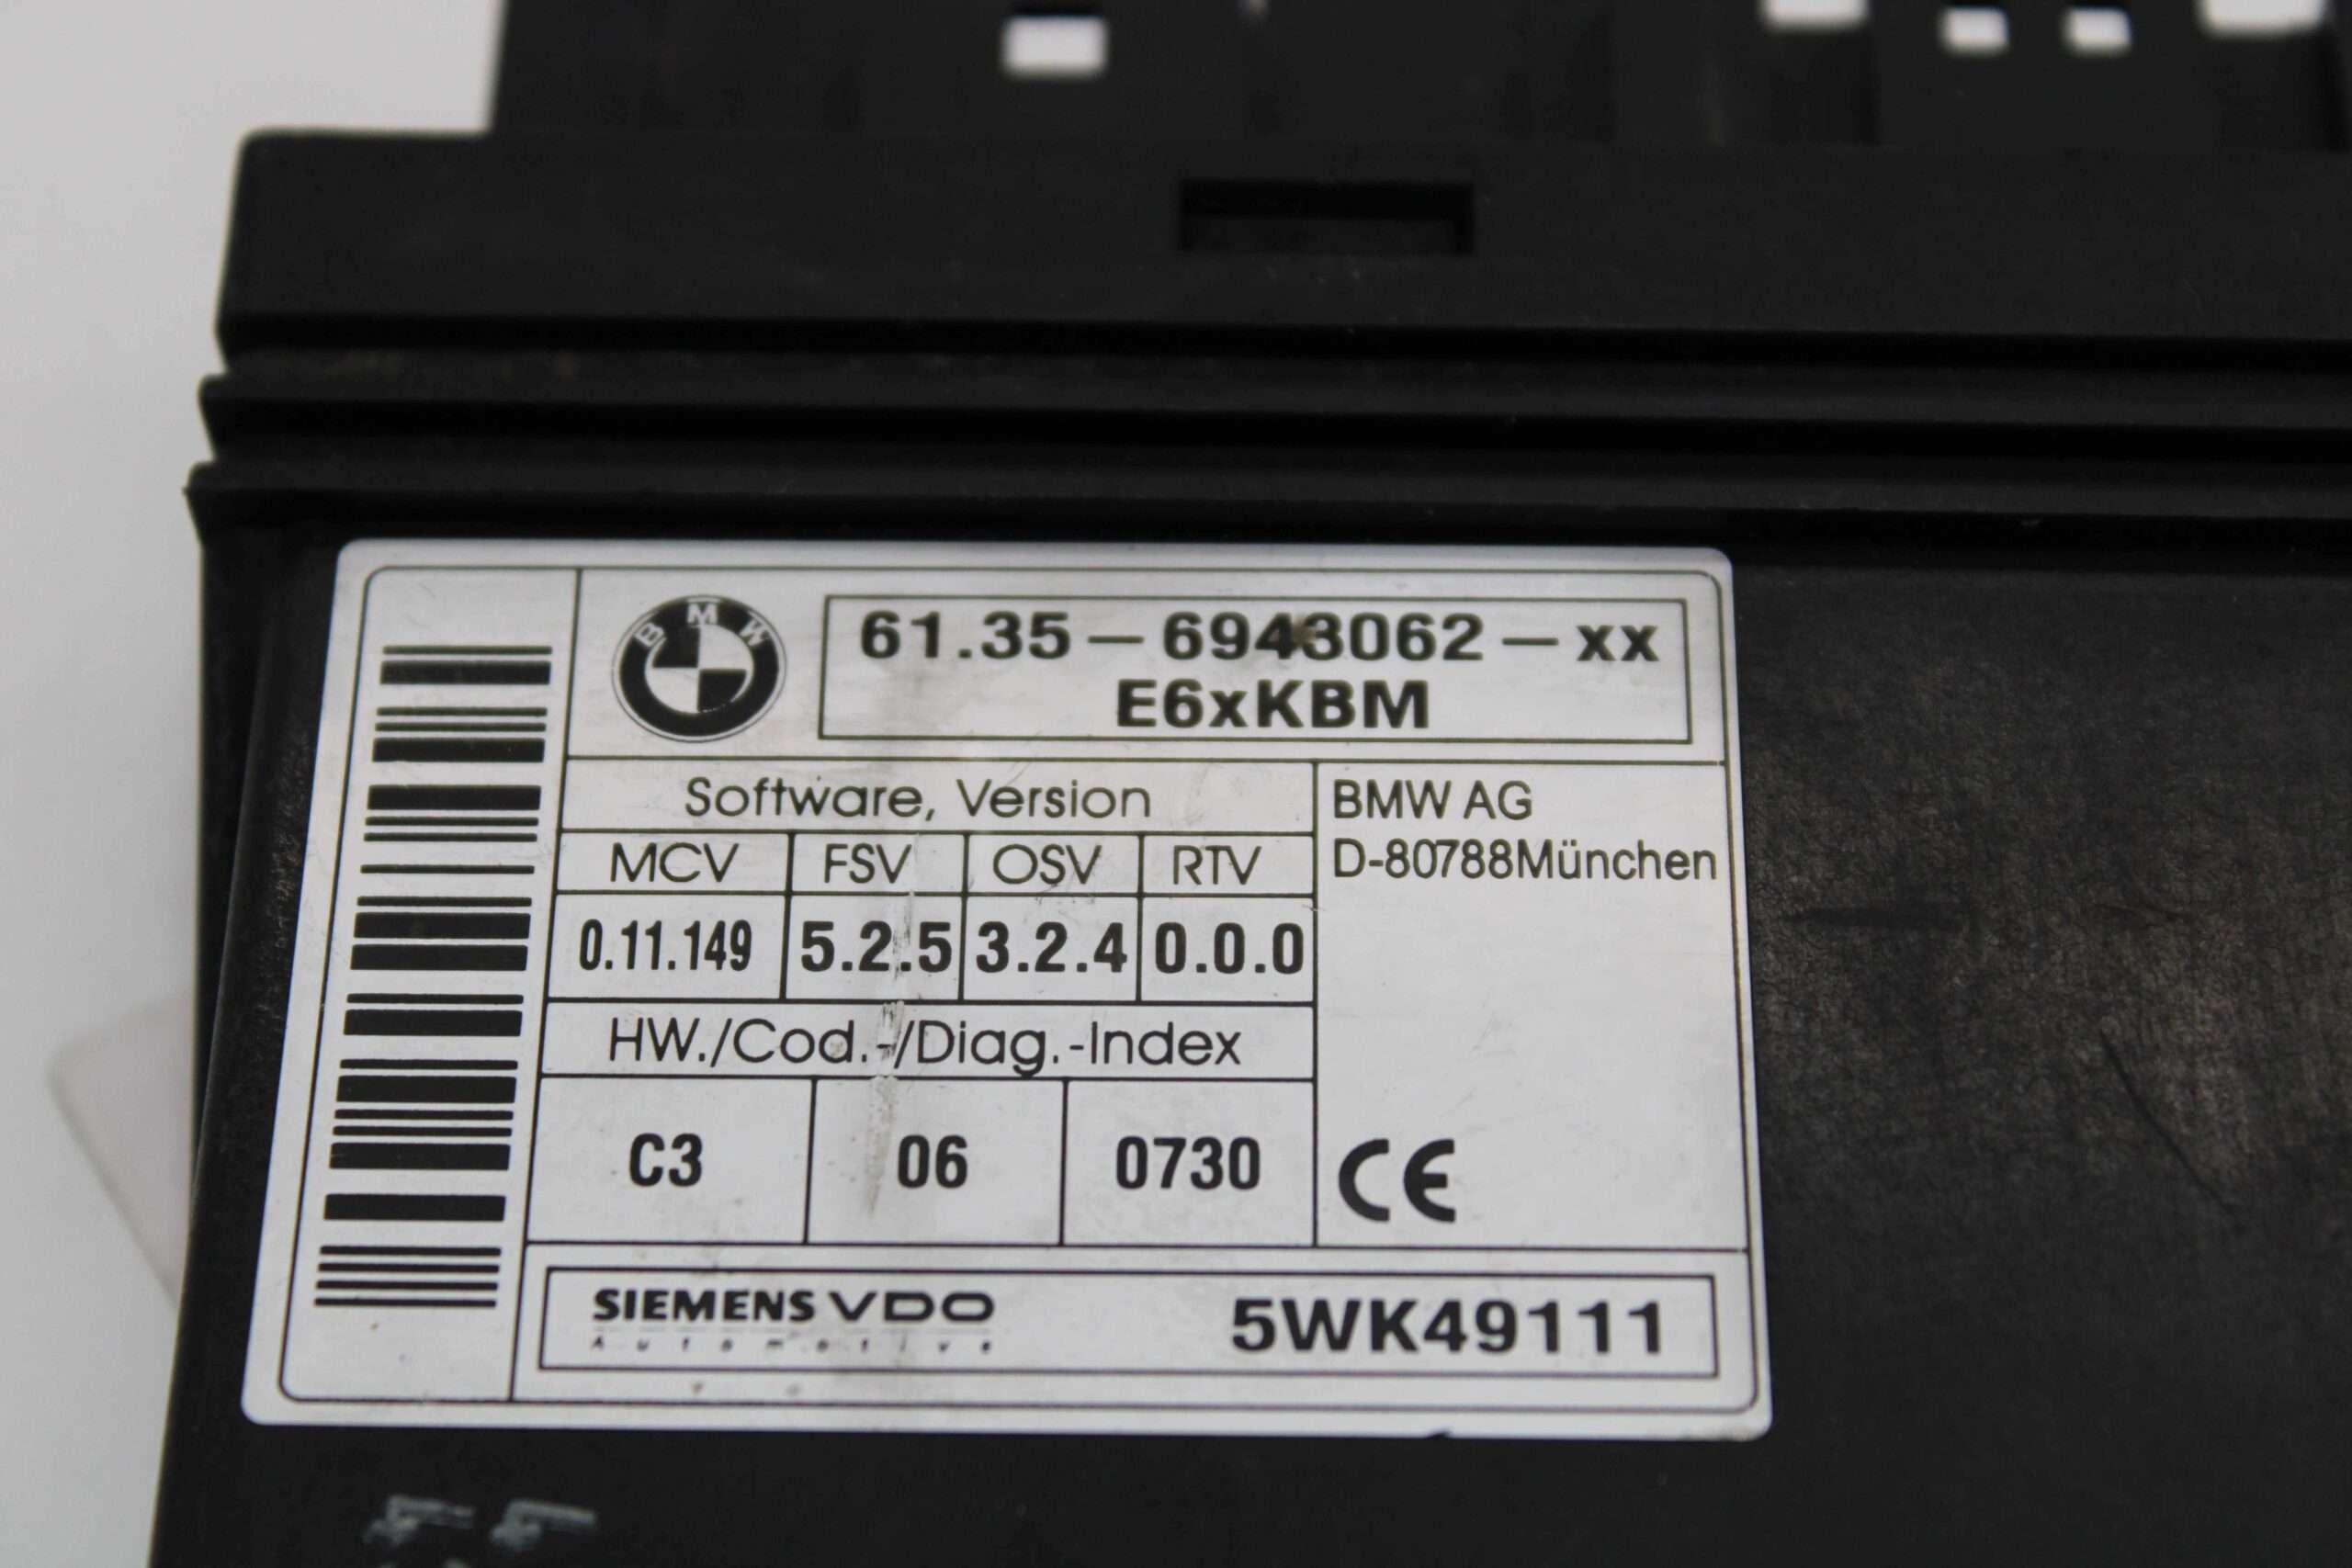 BMW
61.35-6943062-xx
E6xKBM
Software, Version
MCV FSV OSV RTV
0.11.149 5.2.5 3.2.4 0.0.0
HW./Cod.-/Diag.-Index
C3 06 0730
BMW AG
D-80788München
CE
SIEMENS VDO
Automotive
5WK49111